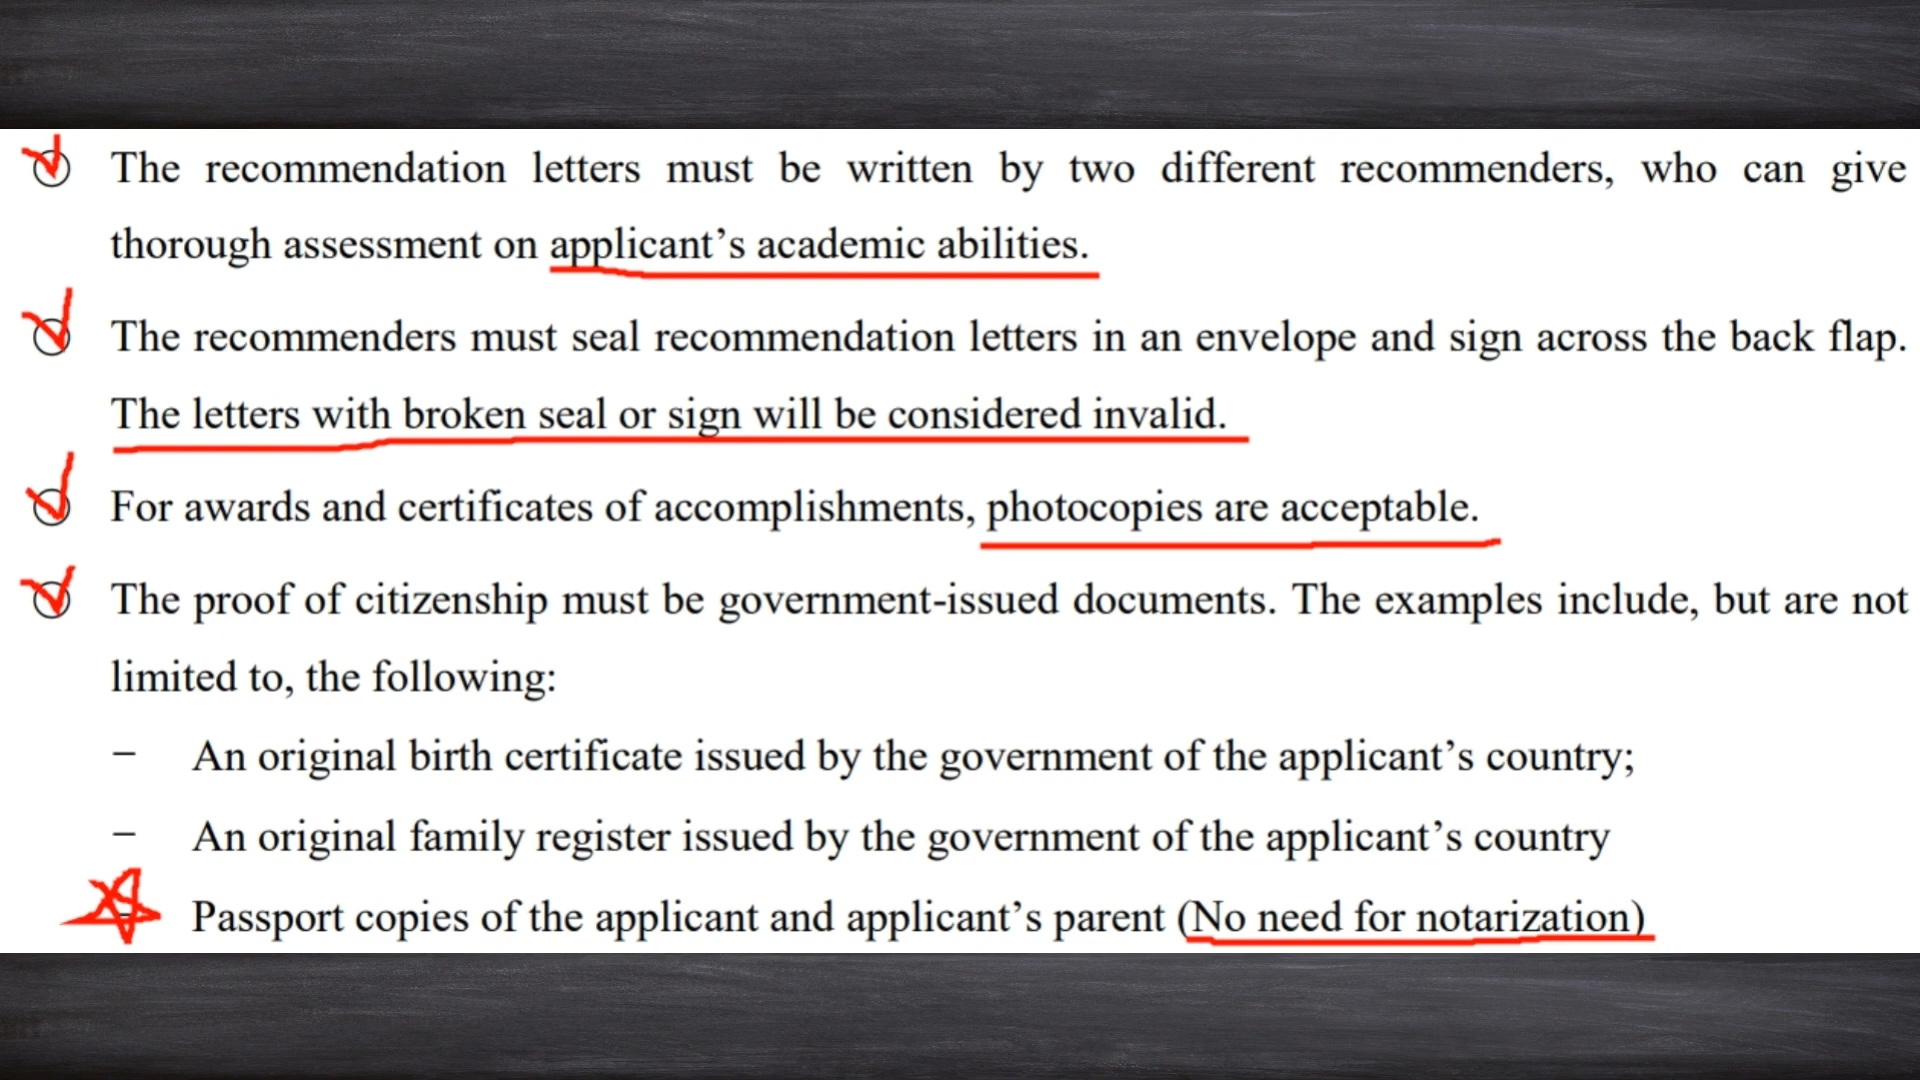 The recommendation letters must be written by two different recommenders, who can give
thorough assessment on applicant’s academic abilities.
The recommenders must seal recommendation letters in an envelope and sign across the back flap.
The letters with broken seal or sign will be considered invalid.
For awards and certificates of accomplishments, photocopies are acceptable.
The proof of citizenship must be government-issued documents. The examples include, but are not
limited to, the following:
– An original birth certificate issued by the government of the applicant’s country;
– An original family register issued by the government of the applicant’s country
Passport copies of the applicant and applicant’s parent (No need for notarization)